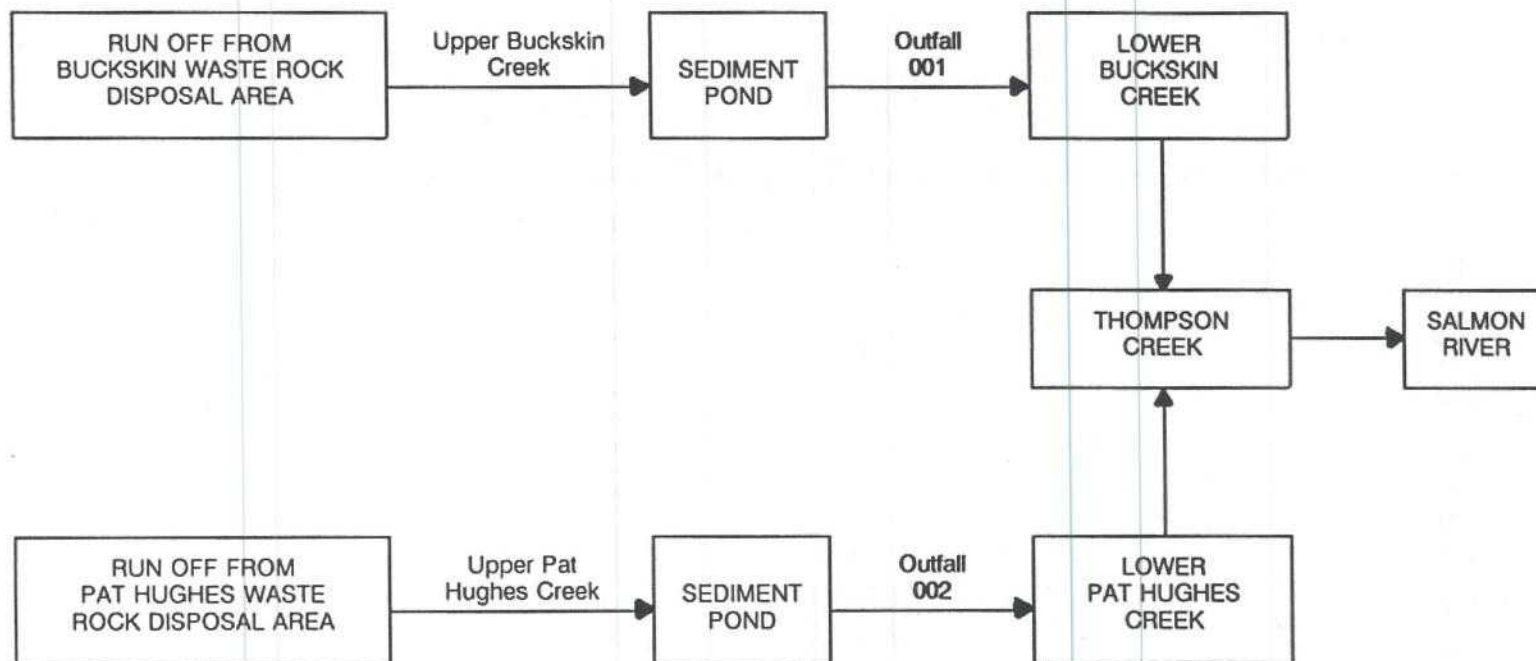 RUN OFF FROM
BUCKSKIN WASTE ROCK
DISPOSAL AREA
Upper Buckskin
Creek
SEDIMENT
POND
Outfall
001
LOWER
BUCKSKIN
CREEK
THOMPSON
CREEK
SALMON
RIVER
RUN OFF FROM
PAT HUGHES WASTE
ROCK DISPOSAL AREA
Upper Pat
Hughes Creek
SEDIMENT
POND
Outfall
002
LOWER
PAT HUGHES
CREEK